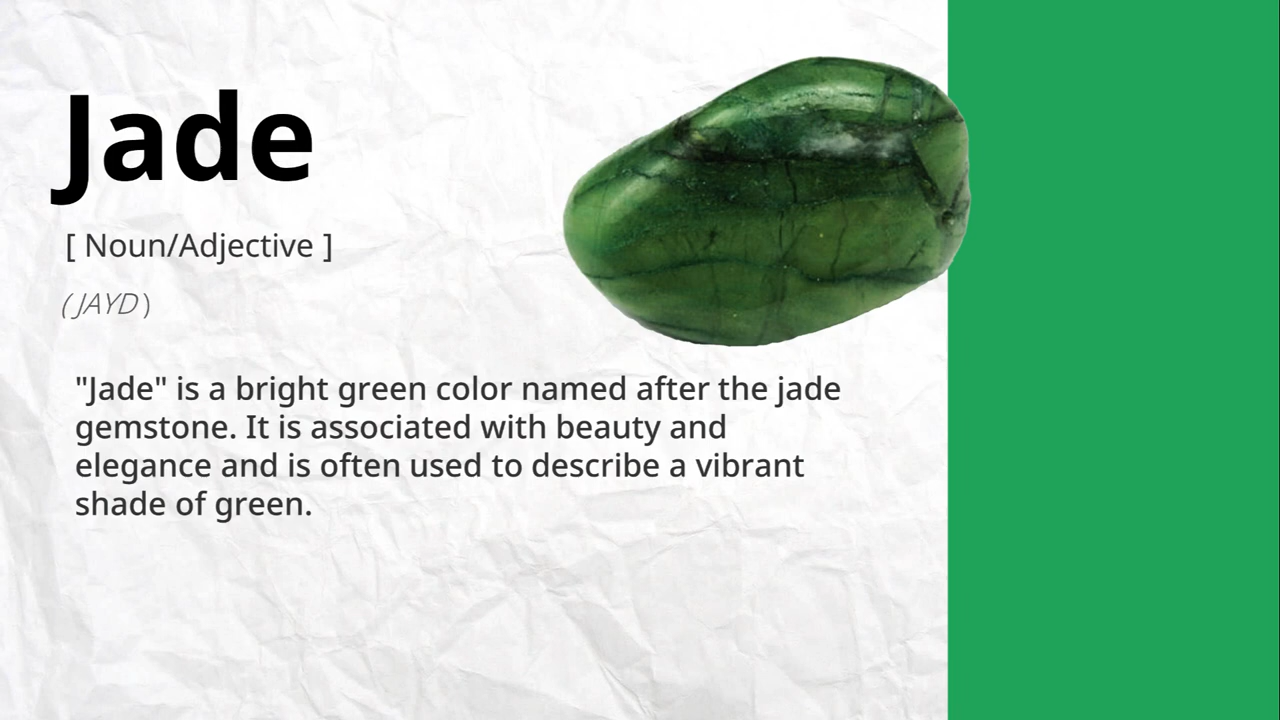 Jade
[ Noun/Adjective ]
(JAYD)
"Jade" is a bright green color named after the jade
gemstone. It is associated with beauty and
elegance and is often used to describe a vibrant
shade of green.